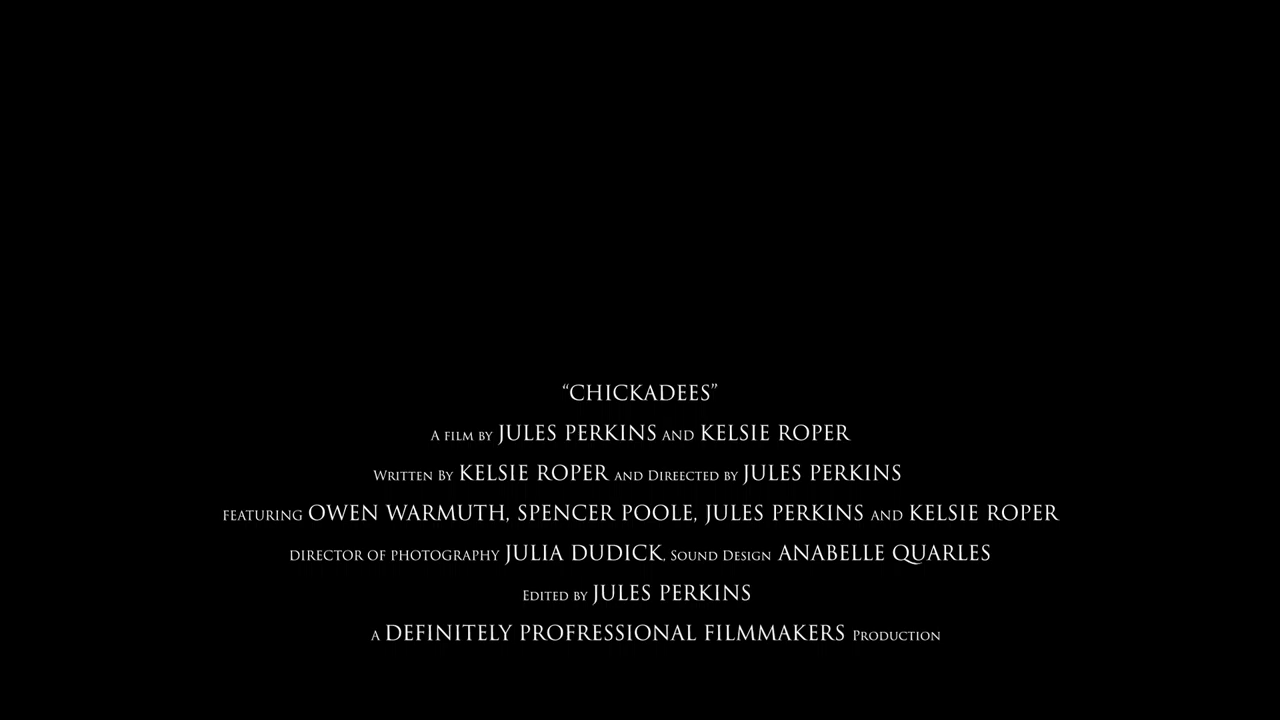 “CHICKADEES”
A FILM BY JULES PERKINS AND KELSIE ROPER
WRITTEN BY KELSIE ROPER AND DIREECTED BY JULES PERKINS
FEATURING OWEN WARMUTH, SPENCER POOLE, JULES PERKINS AND KELSIE ROPER
DIRECTOR OF PHOTOGRAPHY JULIA DUDICK, SOUND DESIGN ANABELLE QUARLES
EDITED BY JULES PERKINS
A DEFINITELY PROFRESSIONAL FILMMAKERS PRODUCTION